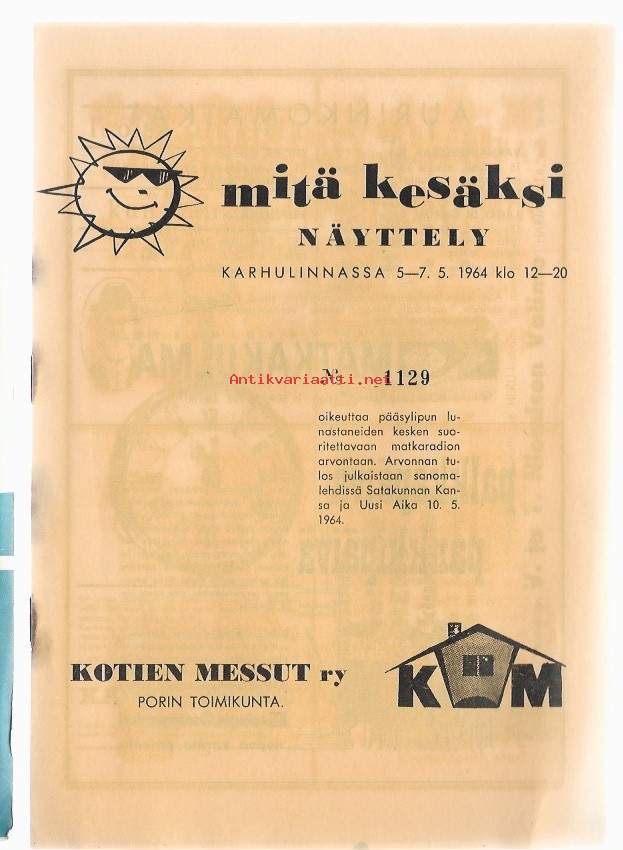 mitä kesäksi
NÄYTTELY
KARHULINNASSA 5—7. 5. 1964 klo 12—20
№ 1129
Antikvariaatti.net
oikeuttaa pääsylipun lu-
nastaneiden kesken suo-
ritettavaan matkaradion
arvontaan. Arvonnan tu-
los julkaistaan sanoma-
lehdissä Satakunnan Kan-
sa ja Uusi Aika 10. 5.
1964.
KOTIEN MESSUT ry
PORIN TOIMIKUNTA.
K M